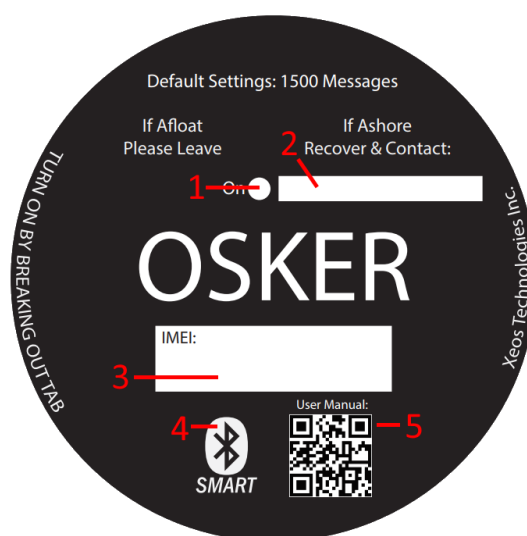 Default Settings: 1500 Messages
If Afloat
Please Leave
If Ashore
Recover & Contact:
1
On
2
OSKER
IMEI:
3
4
SMART
User Manual:
5
TURN ON BY BREAKING OUT TAB
Xeos Technologies Inc.